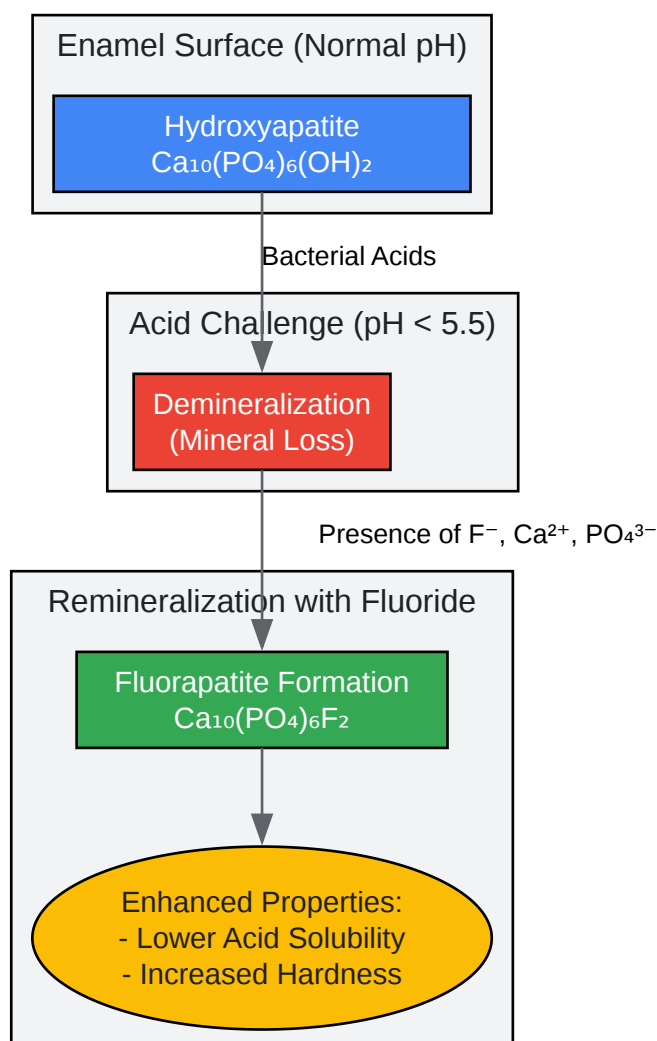 Enamel Surface (Normal pH)
Hydroxyapatite
Ca₁₀(PO₄)₆(OH)₂
Bacterial Acids
Acid Challenge (pH < 5.5)
Demineralization
(Mineral Loss)
Presence of F⁻, Ca²⁺, PO₄³⁻
Remineralization with Fluoride
Fluorapatite Formation
Ca₁₀(PO₄)₆F₂
Enhanced Properties:
- Lower Acid Solubility
- Increased Hardness